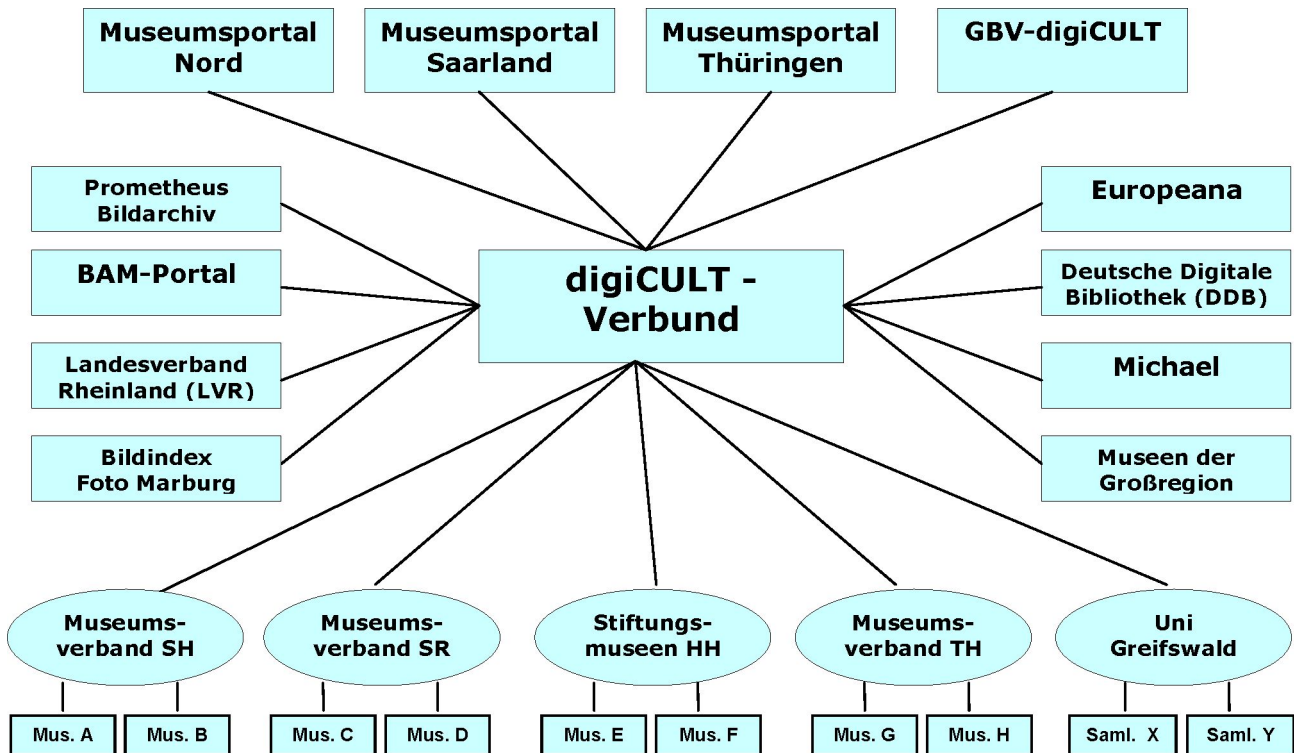 Museumsportal
Nord
Museumsportal
Saarland
Museumsportal
Thüringen
GBV-digiCULT
Prometheus
Bildarchiv
BAM-Portal
Landesverband
Rheinland (LVR)
Bildindex
Foto Marburg
digiCULT -
Verbund
Europeana
Deutsche Digitale
Bibliothek (DDB)
Michael
Museen der
Großregion
Museums-
verband SH
Museums-
verband SR
Stiftungs-
museen HH
Museums-
verband TH
Uni
Greifswald
Mus. A
Mus. B
Mus. C
Mus. D
Mus. E
Mus. F
Mus. G
Mus. H
Saml. X
Saml. Y